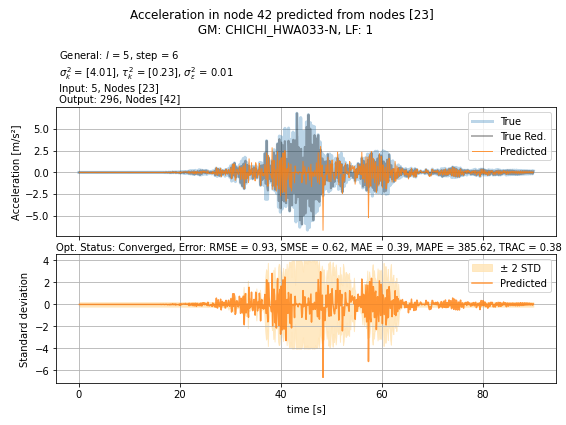 Acceleration in node 42 predicted from nodes [23]
GM: CHICHI_HWA033-N, LF: 1
General: l = 5, step = 6
σ²ₖ = [4.01], τ²ₖ = [0.23], σ²ε = 0.01
Input: 5, Nodes [23]
Output: 296, Nodes [42]
Acceleration [m/s²]
5.0
2.5
0.0
−2.5
−5.0
True
True Red.
Predicted
Opt. Status: Converged, Error: RMSE = 0.93, SMSE = 0.62, MAE = 0.39, MAPE = 385.62, TRAC = 0.38
Standard deviation
4
2
0
−2
−4
−6
± 2 STD
Predicted
0 20 40 60 80
time [s]